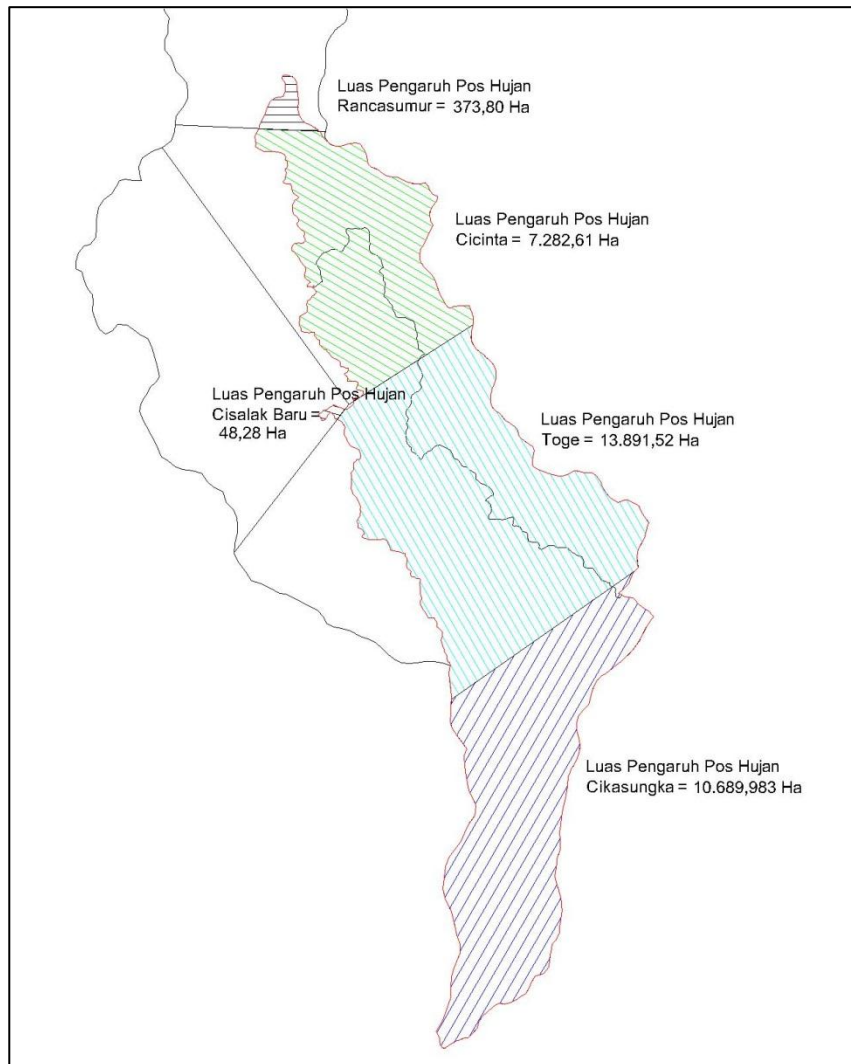 Luas Pengaruh Pos Hujan
Rancasumur = 373,80 Ha
Luas Pengaruh Pos Hujan
Cicinta = 7.282,61 Ha
Luas Pengaruh Pos Hujan
Cisalak Baru =
48,28 Ha
Luas Pengaruh Pos Hujan
Toge = 13.891,52 Ha
Luas Pengaruh Pos Hujan
Cikasungka = 10.689,983 Ha